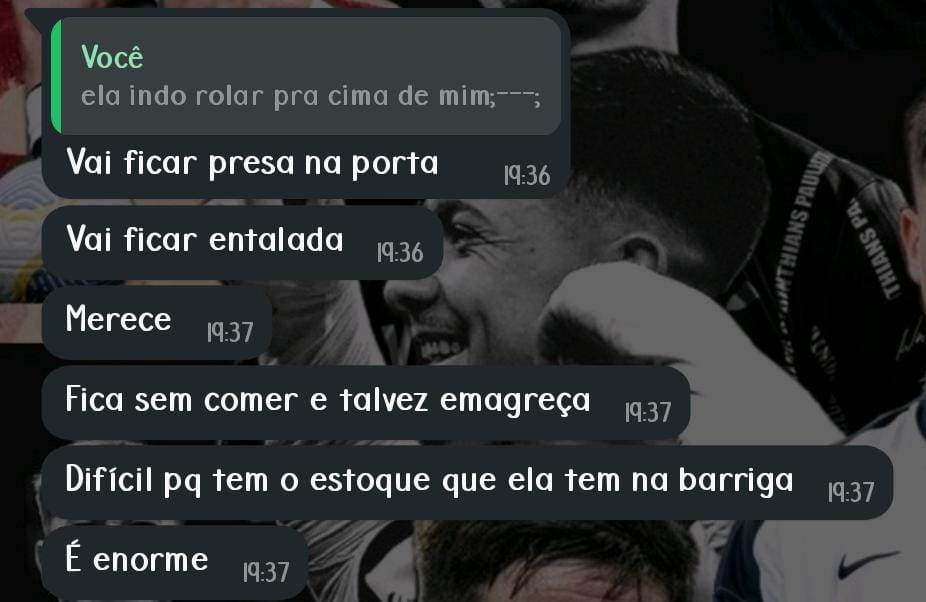 Você
ela indo rolar pra cima de mim;---;
Vai ficar presa na porta 19:36
Vai ficar entalada 19:36
Merece 19:37
Fica sem comer e talvez emagreça 19:37
Difícil pq tem o estoque que ela tem na barriga 19:37
É enorme 19:37
THIANS PA